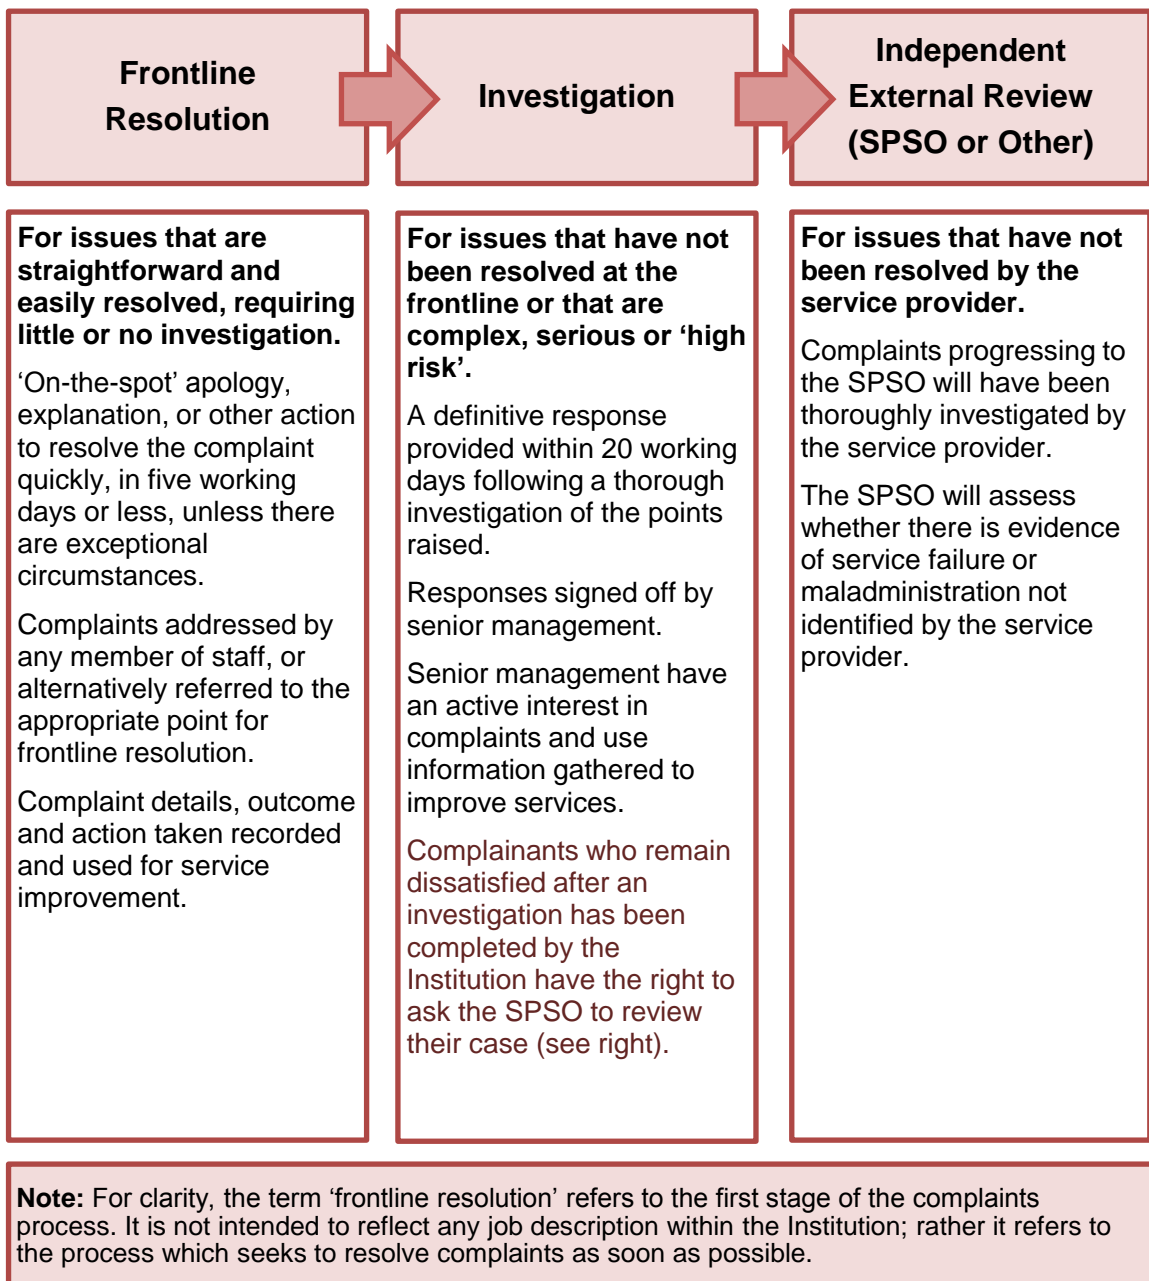 Frontline
Resolution
Investigation
Independent
External Review
(SPSO or Other)
For issues that are
straightforward and
easily resolved, requiring
little or no investigation.
‘On-the-spot’ apology,
explanation, or other action
to resolve the complaint
quickly, in five working
days or less, unless there
are exceptional
circumstances.
Complaints addressed by
any member of staff, or
alternatively referred to the
appropriate point for
frontline resolution.
Complaint details, outcome
and action taken recorded
and used for service
improvement.
For issues that have not
been resolved at the
frontline or that are
complex, serious or ‘high
risk’.
A definitive response
provided within 20 working
days following a thorough
investigation of the points
raised.
Responses signed off by
senior management.
Senior management have
an active interest in
complaints and use
information gathered to
improve services.
Complainants who remain
dissatisfied after an
investigation has been
completed by the
Institution have the right to
ask the SPSO to review
their case (see right).
For issues that have not
been resolved by the
service provider.
Complaints progressing to
the SPSO will have been
thoroughly investigated by
the service provider.
The SPSO will assess
whether there is evidence
of service failure or
maladministration not
identified by the service
provider.
Note: For clarity, the term ‘frontline resolution’ refers to the first stage of the complaints
process. It is not intended to reflect any job description within the Institution; rather it refers to
the process which seeks to resolve complaints as soon as possible.